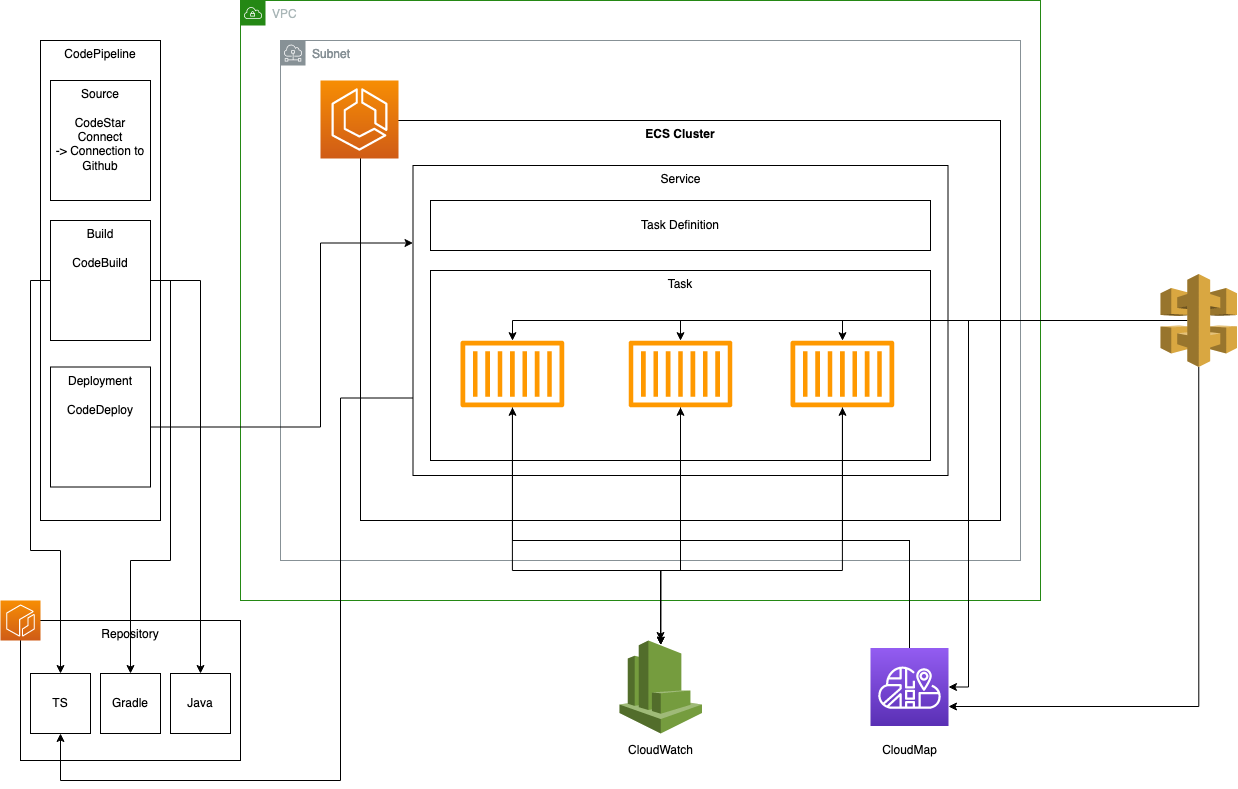 VPC
CodePipeline
Subnet
Source
CodeStar
Connect
-> Connection to
Github
ECS Cluster
Service
Task Definition
Build
CodeBuild
Task
Deployment
CodeDeploy
Repository
TS
Gradle
Java
CloudWatch
CloudMap